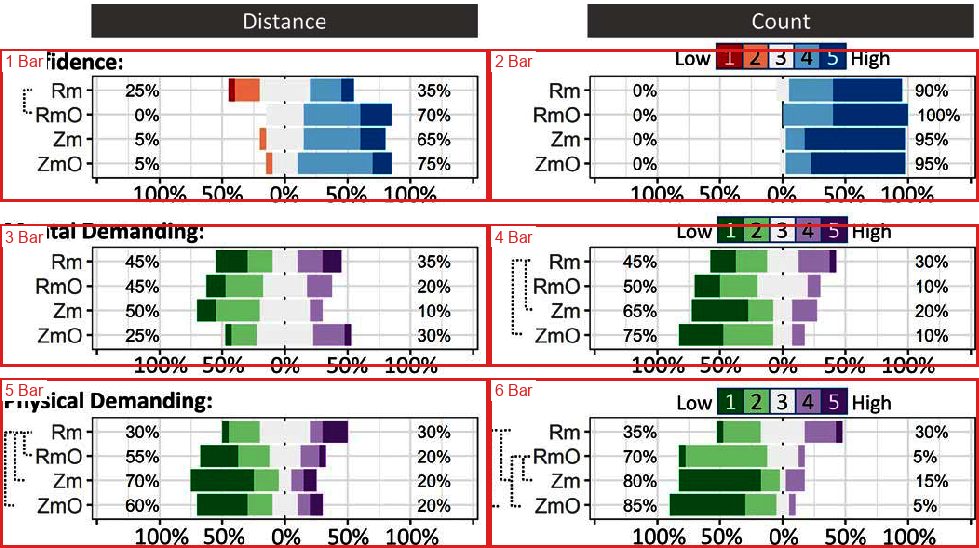 Distance
Count
1 Bar
fidence:
2 Bar
Low 1 2 3 4 5 High
Rm 25% 35%
RmO 0% 70%
Zm 5% 65%
ZmO 5% 75%
100% 50% 0% 50% 100%
Rm 0% 90%
RmO 0% 100%
Zm 0% 95%
ZmO 0% 95%
100% 50% 0% 50% 100%
3 Bar
tal Demanding:
4 Bar
Low 1 2 3 4 5 High
Rm 45% 35%
RmO 45% 20%
Zm 50% 10%
ZmO 25% 30%
100% 50% 0% 50% 100%
Rm 45% 30%
RmO 50% 10%
Zm 65% 20%
ZmO 75% 10%
100% 50% 0% 50% 100%
5 Bar
Physical Demanding:
6 Bar
Low 1 2 3 4 5 High
Rm 30% 30%
RmO 55% 20%
Zm 70% 20%
ZmO 60% 20%
100% 50% 0% 50% 100%
Rm 35% 30%
RmO 70% 5%
Zm 80% 15%
ZmO 85% 5%
100% 50% 0% 50% 100%